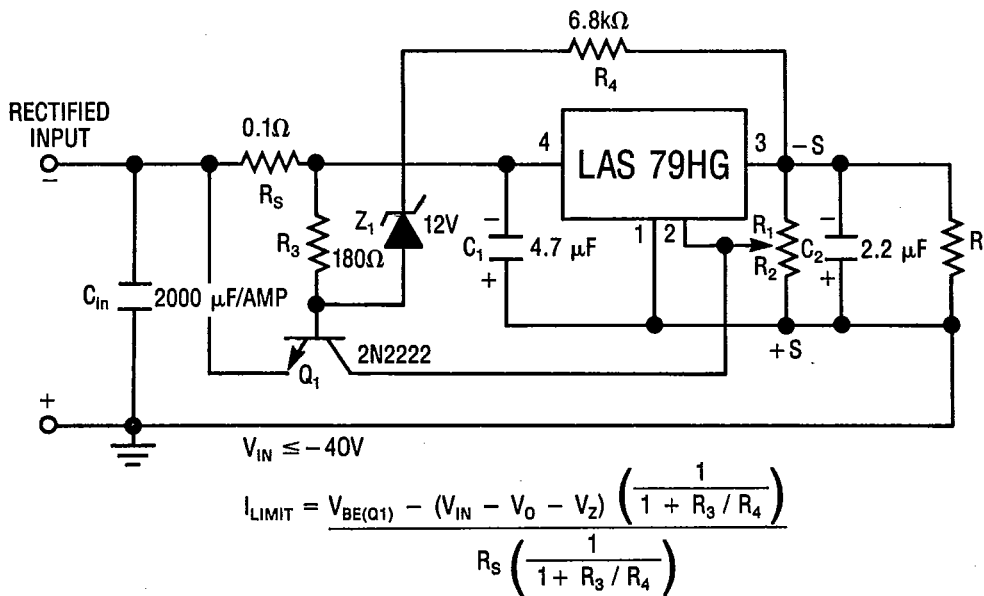 6.8kΩ
R4
RECTIFIED
INPUT
0.1Ω
4
LAS 79HG
3
−S
−
RS
Z1
12V
R3
180Ω
−
C1
4.7 μF
+
1
2
R1
R2
−
C2
2.2 μF
+
R
CIn
2000 μF/AMP
2N2222
Q1
+S
+
VIN ≤ −40V
ILIMIT = VBE(Q1) − (VIN − VO − VZ) (1 / 1 + R3 / R4)
RS (1 / 1 + R3 / R4)